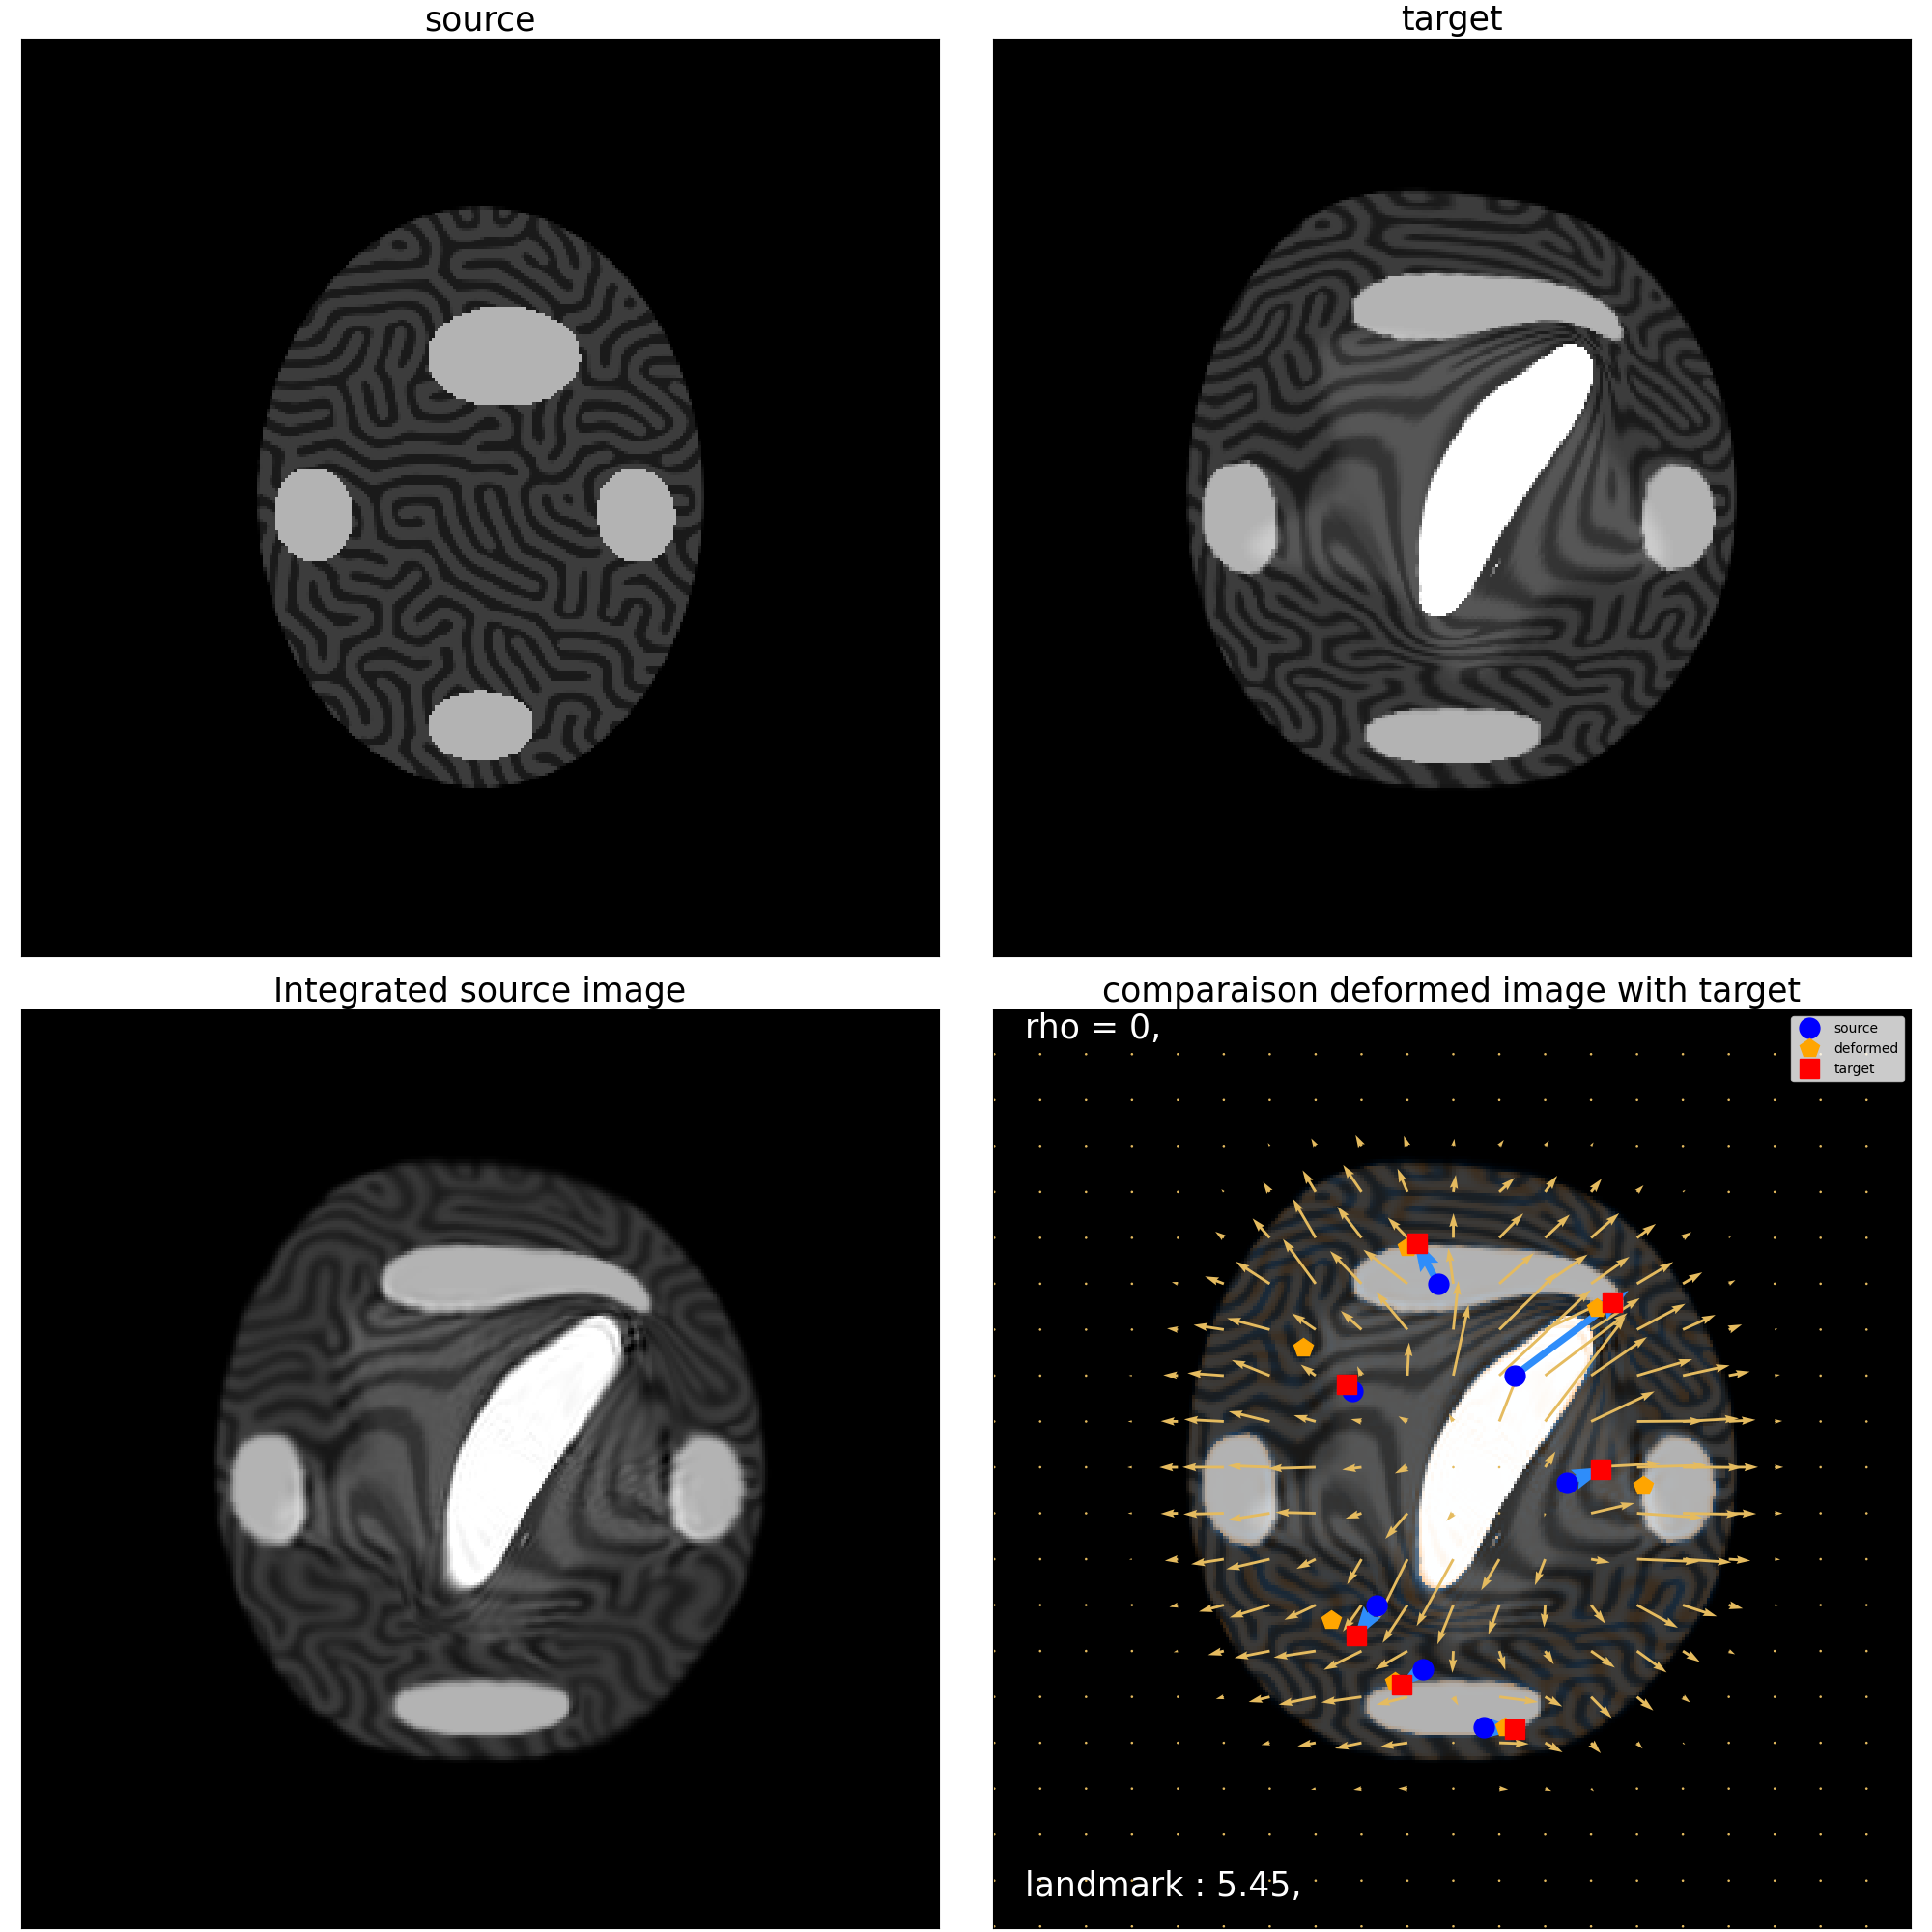 source
target
Integrated source image
comparaison deformed image with target
rho = 0,
source
deformed
target
landmark : 5.45,